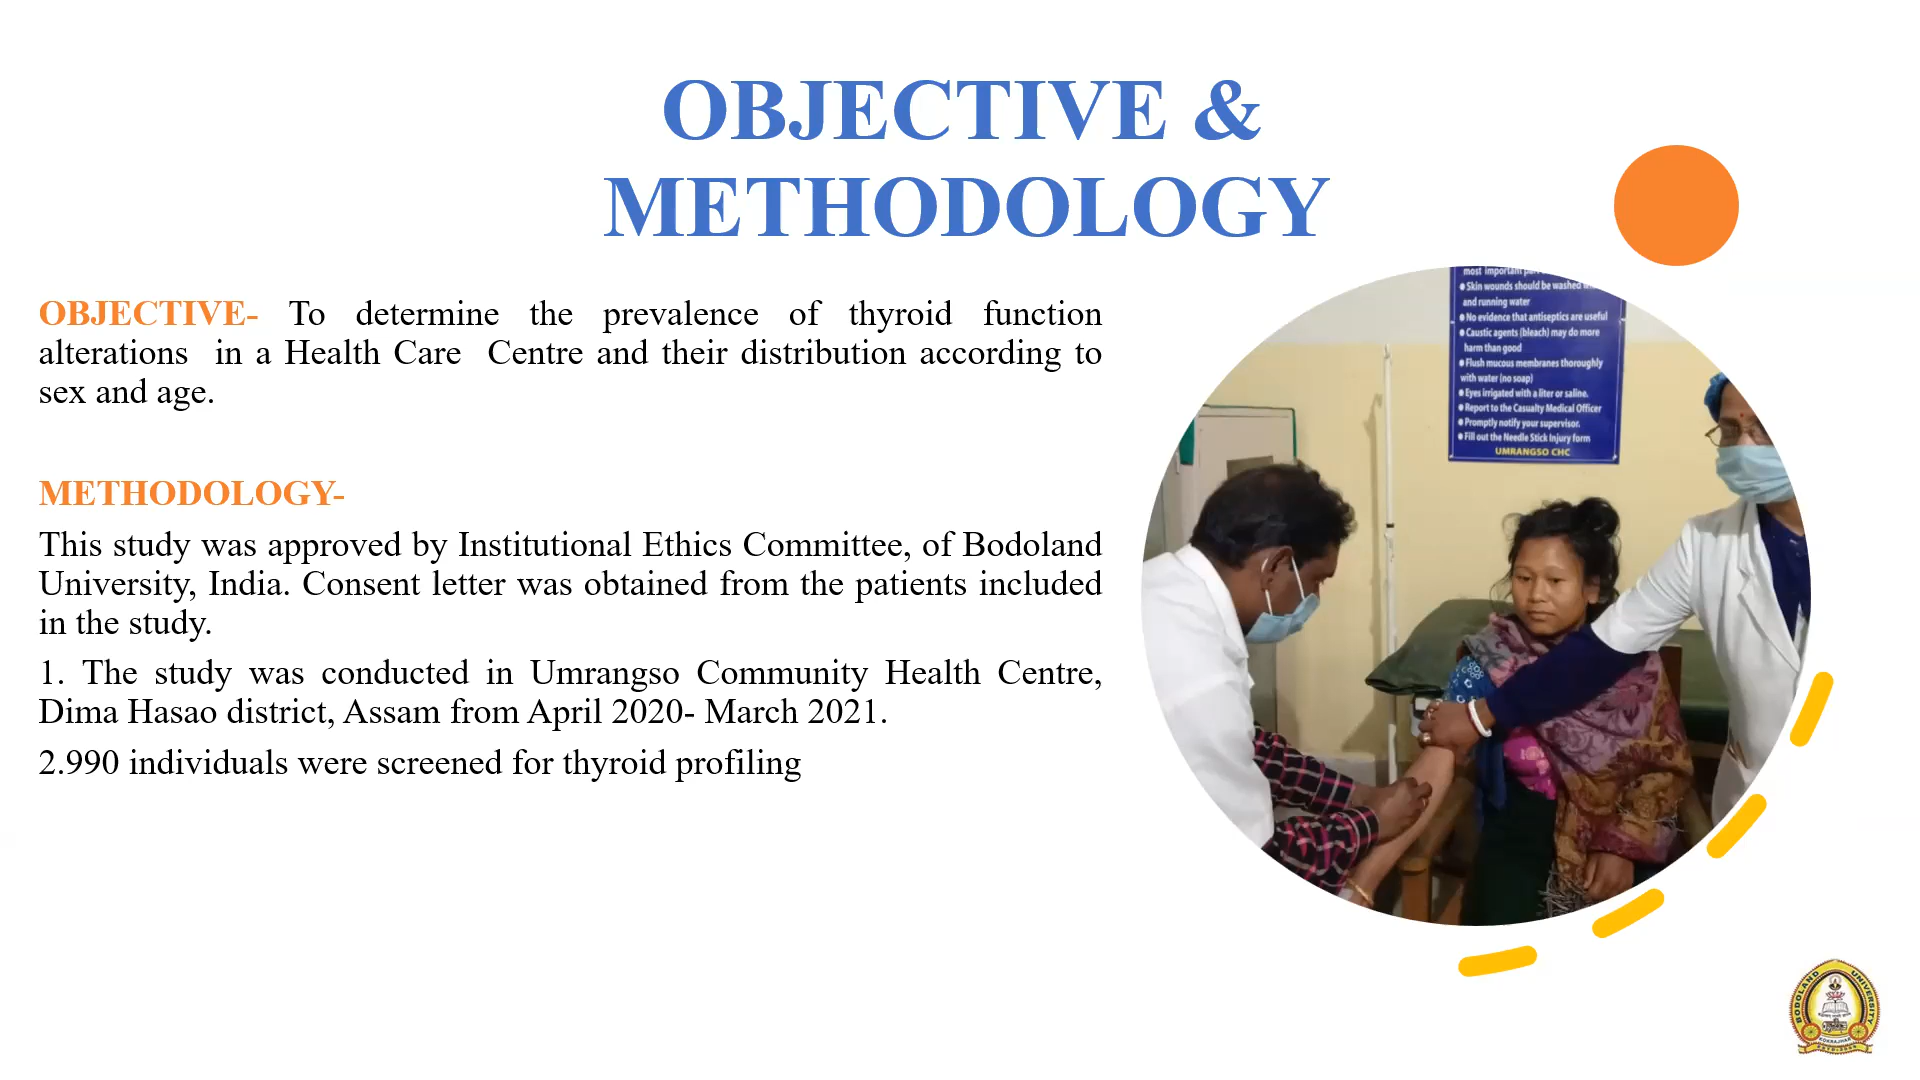 OBJECTIVE &
METHODOLOGY
OBJECTIVE- To determine the prevalence of thyroid function
alterations in a Health Care Centre and their distribution according to
sex and age.
METHODOLOGY-
This study was approved by Institutional Ethics Committee, of Bodoland
University, India. Consent letter was obtained from the patients included
in the study.
1. The study was conducted in Umrangso Community Health Centre,
Dima Hasao district, Assam from April 2020- March 2021.
2.990 individuals were screened for thyroid profiling
most important
Skin wounds should be washed
and running water
No evidence that antiseptics are useful
Caustic agents (bleach) may do more
harm than good
Flush mucous membranes thoroughly
with water (no soap)
Eyes irrigated with a liter or saline.
Report to the Casualty Medical Officer
Promptly notify your supervisor.
Fill out the Needle Stick Injury form
UMRANGSO CHC
BODOLAND UNIVERSITY
KOKRAJHAR